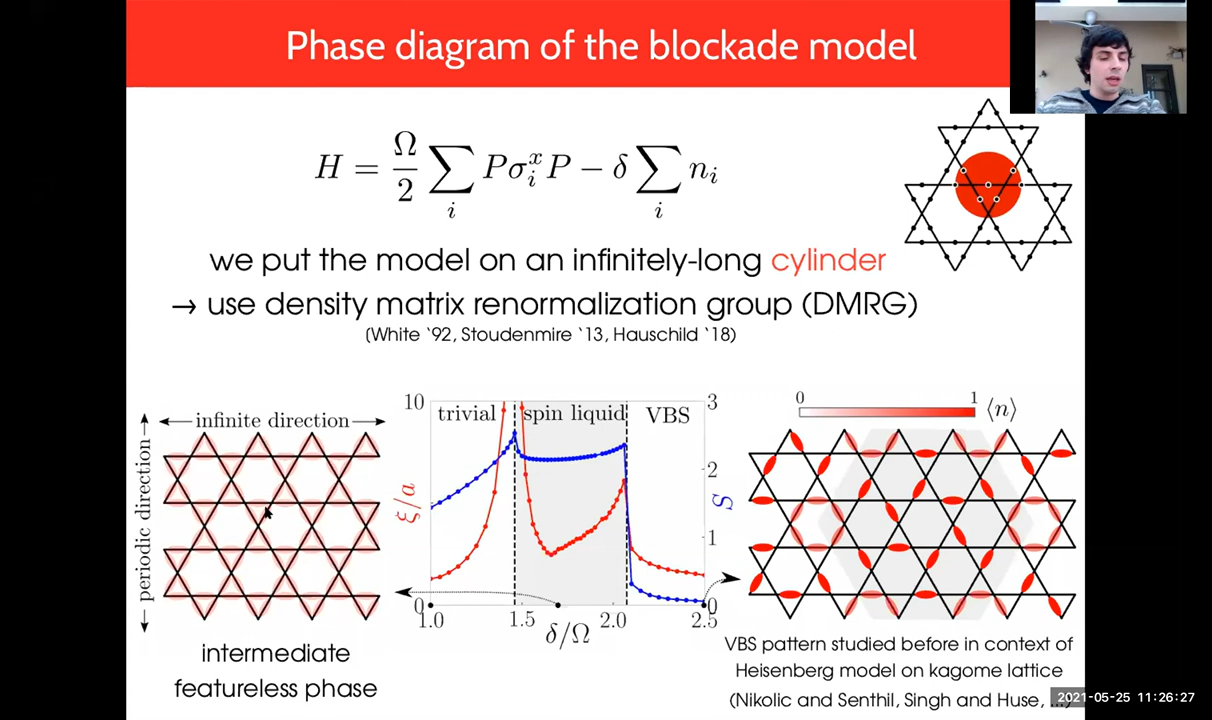 Phase diagram of the blockade model
H = Ω/2 ∑_i Pσ_i^x P − δ ∑_i n_i
we put the model on an infinitely-long cylinder
→ use density matrix renormalization group (DMRG)
(White `92, Stoudenmire `13, Hauschild `18)
infinite direction
periodic direction
intermediate
featureless phase
10
trivial
spin liquid
VBS
3
2
1
0
ξ/a
S
0
1.0
1.5
2.0
2.5
δ/Ω
0
1
⟨n⟩
VBS pattern studied before in context of
Heisenberg model on kagome lattice
(Nikolic and Senthil, Singh and Huse, ...)
2021-05-25 11:26:27